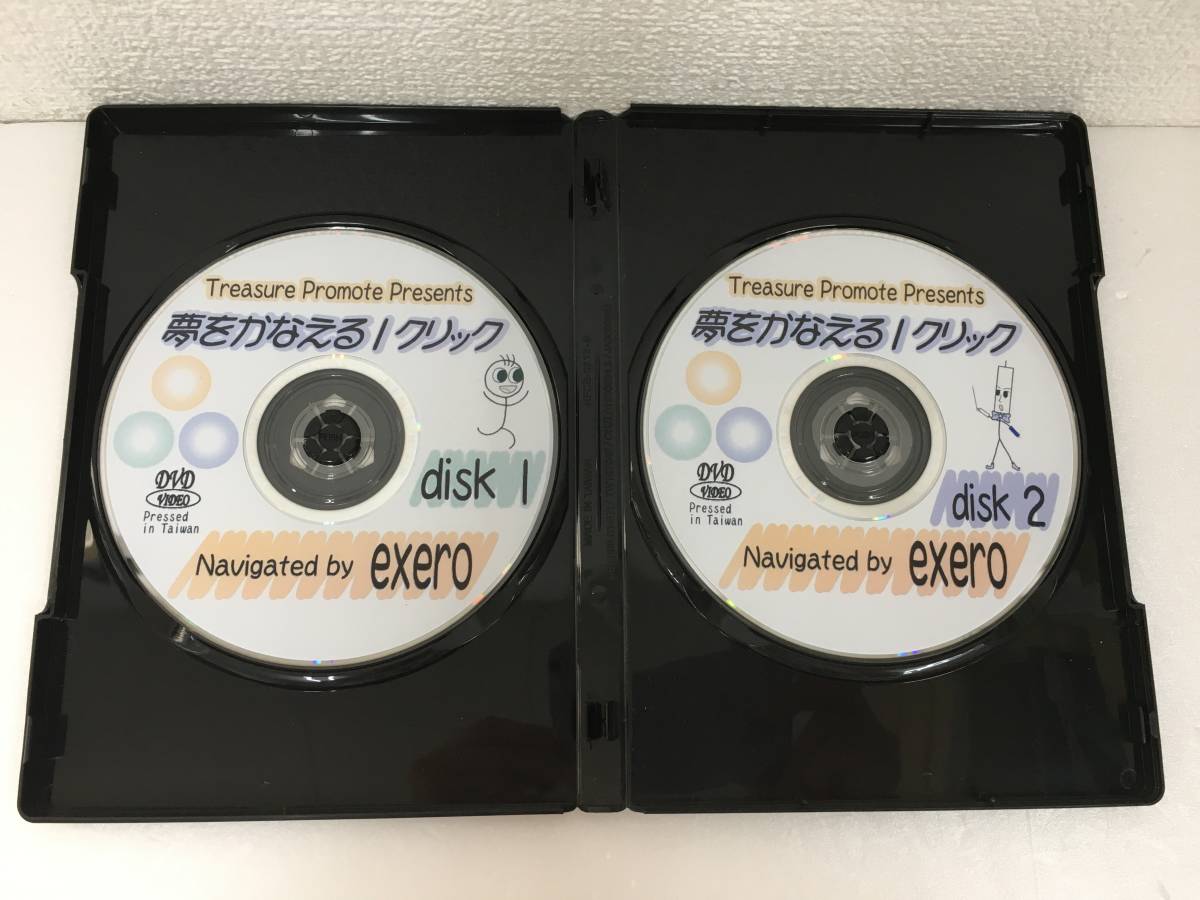 Treasure Promote Presents
夢をかなえる1クリック
disk 1
DVD
VIDEO
Pressed
in Taiwan
Navigated by exero
Treasure Promote Presents
夢をかなえる1クリック
disk 2
DVD
VIDEO
Pressed
in Taiwan
Navigated by exero